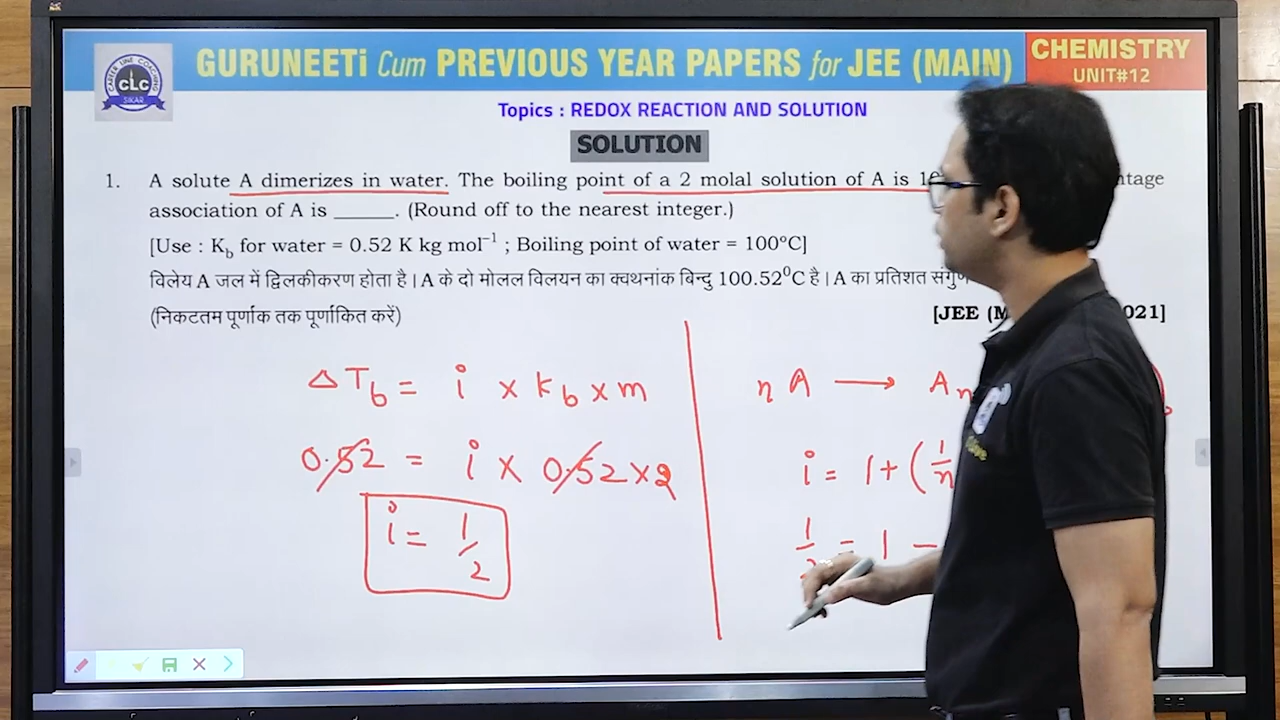 GURUNEETi Cum PREVIOUS YEAR PAPERS for JEE (MAIN)
CHEMISTRY
UNIT#12
CLC
SIKAR
Topics : REDOX REACTION AND SOLUTION
SOLUTION
1. A solute A dimerizes in water. The boiling point of a 2 molal solution of A is
association of A is ______. (Round off to the nearest integer.)
[Use : Kb for water = 0.52 K kg mol⁻¹ ; Boiling point of water = 100°C]
विलेय A जल में द्विलकीकरण होता है। A के दो मोलल विलयन का क्वथनांक बिन्दु 100.52⁰C है। A का प्रतिशत
(निकटतम पूर्णाक तक पूर्णाकित करें) [JEE
ΔTb = i × Kb × m
0.52 = i × 0.52 × 2
i = 1/2
nA → An
i = 1 + (1/n
1/2 = 1 −